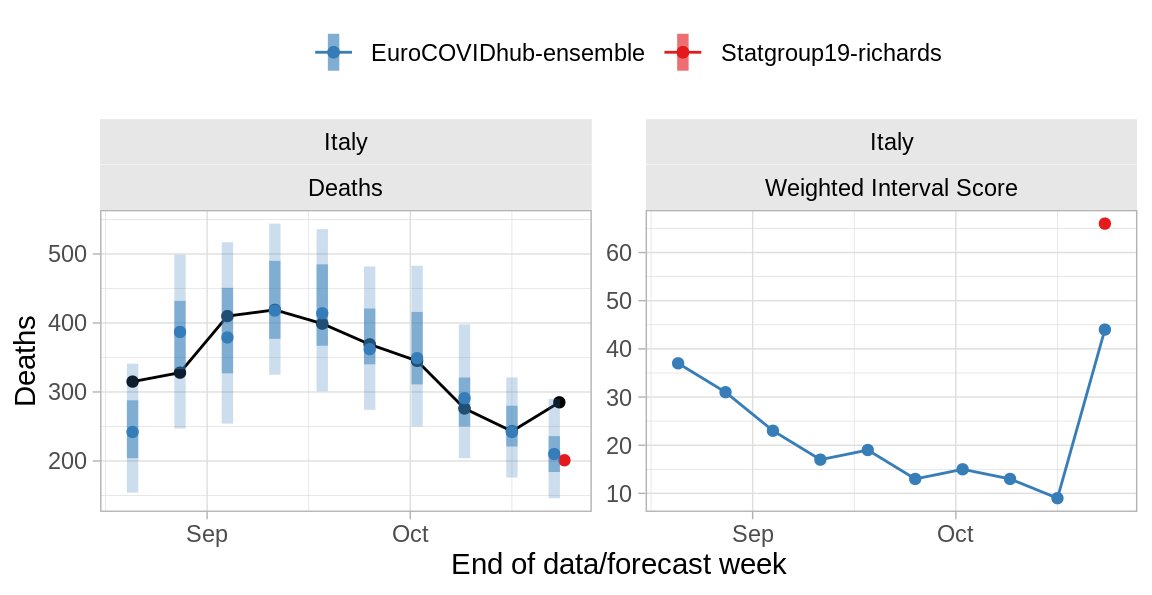 EuroCOVIDhub-ensemble Statgroup19-richards
Italy
Deaths
Italy
Weighted Interval Score
Deaths
500
400
300
200
Sep
Oct
60
50
40
30
20
10
Sep
Oct
End of data/forecast week